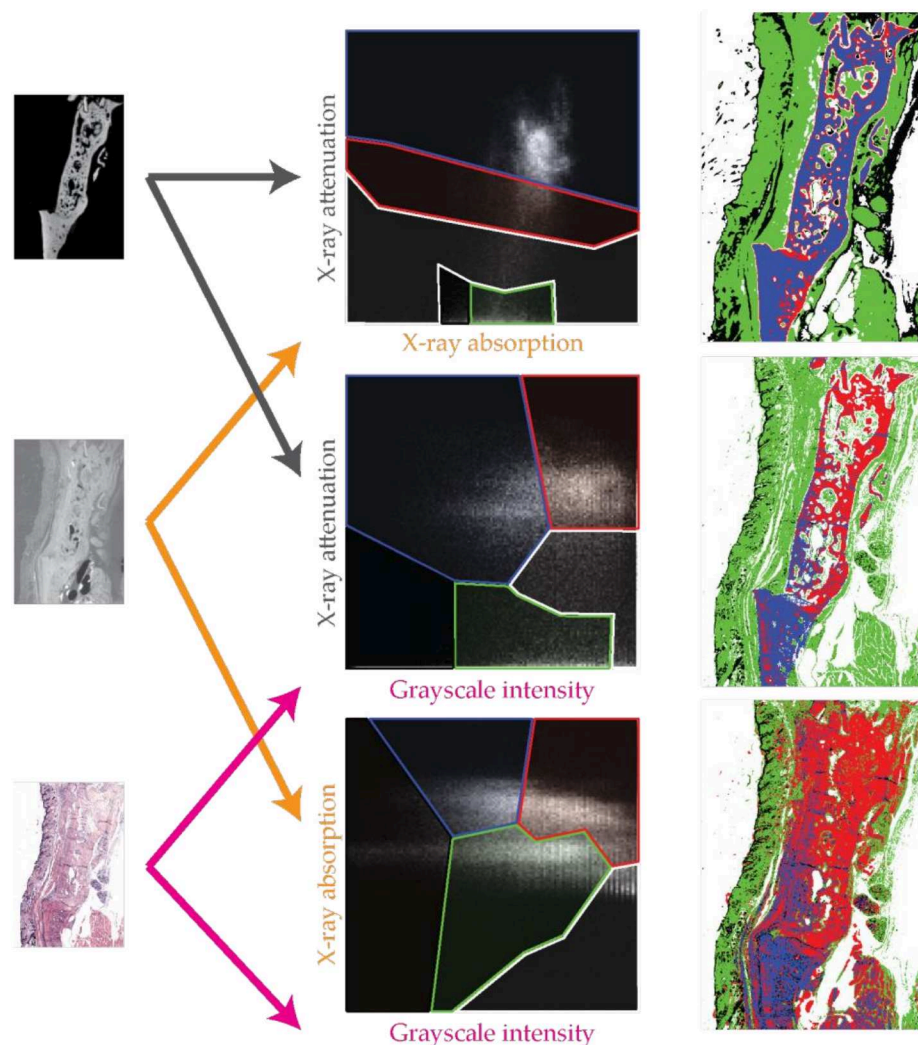 X-ray attenuation
X-ray absorption
X-ray attenuation
Grayscale intensity
X-ray absorption
Grayscale intensity